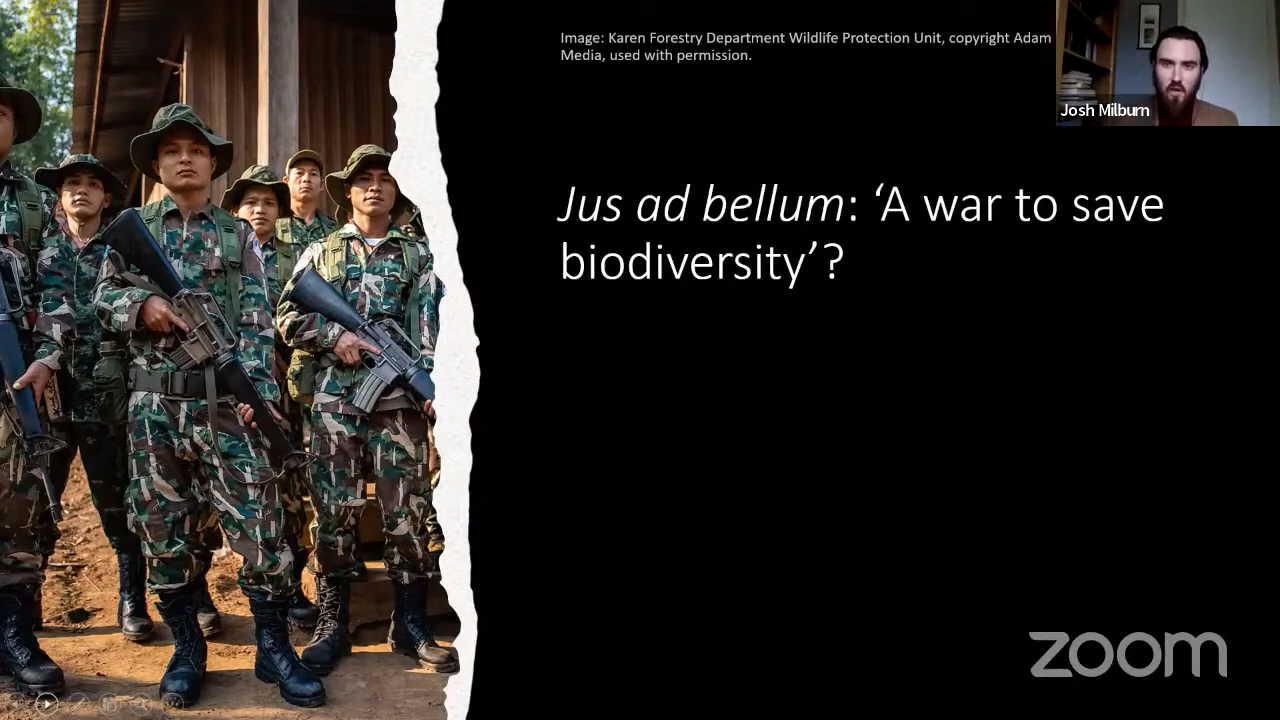 Image: Karen Forestry Department Wildlife Protection Unit, copyright Adam
Media, used with permission.
Josh Milburn
Jus ad bellum: ‘A war to save
biodiversity’?
zoom